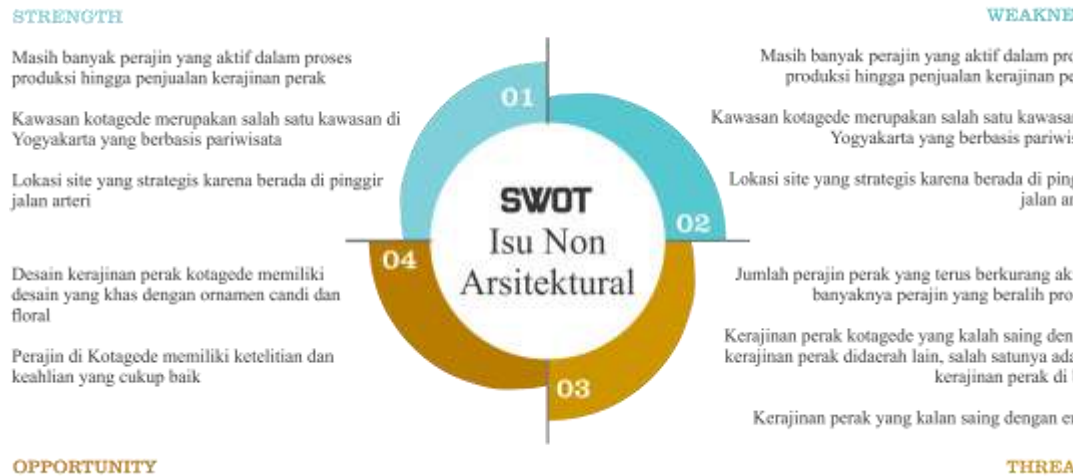 STRENGTH
Masih banyak perajin yang aktif dalam proses
produksi hingga penjualan kerajinan perak
Kawasan kotagede merupakan salah satu kawasan di
Yogyakarta yang berbasis pariwisata
Lokasi site yang strategis karena berada di pinggir
jalan arteri
WEAKNE
Masih banyak perajin yang aktif dalam pro
produksi hingga penjualan kerajinan pe
Kawasan kotagede merupakan salah satu kawasan
Yogyakarta yang berbasis pariwis
Lokasi site yang strategis karena berada di ping
jalan ar
01
02
SWOT
Isu Non
Arsitektural
04
03
Desain kerajinan perak kotagede memiliki
desain yang khas dengan ornamen candi dan
floral
Perajin di Kotagede memiliki ketelitian dan
keahlian yang cukup baik
OPPORTUNITY
Jumlah perajin perak yang terus berkurang ak
banyaknya perajin yang beralih pro
Kerajinan perak kotagede yang kalah saing den
kerajinan perak didaerah lain, salah satunya ada
kerajinan perak di
Kerajinan perak yang kalan saing dengan e
THREA